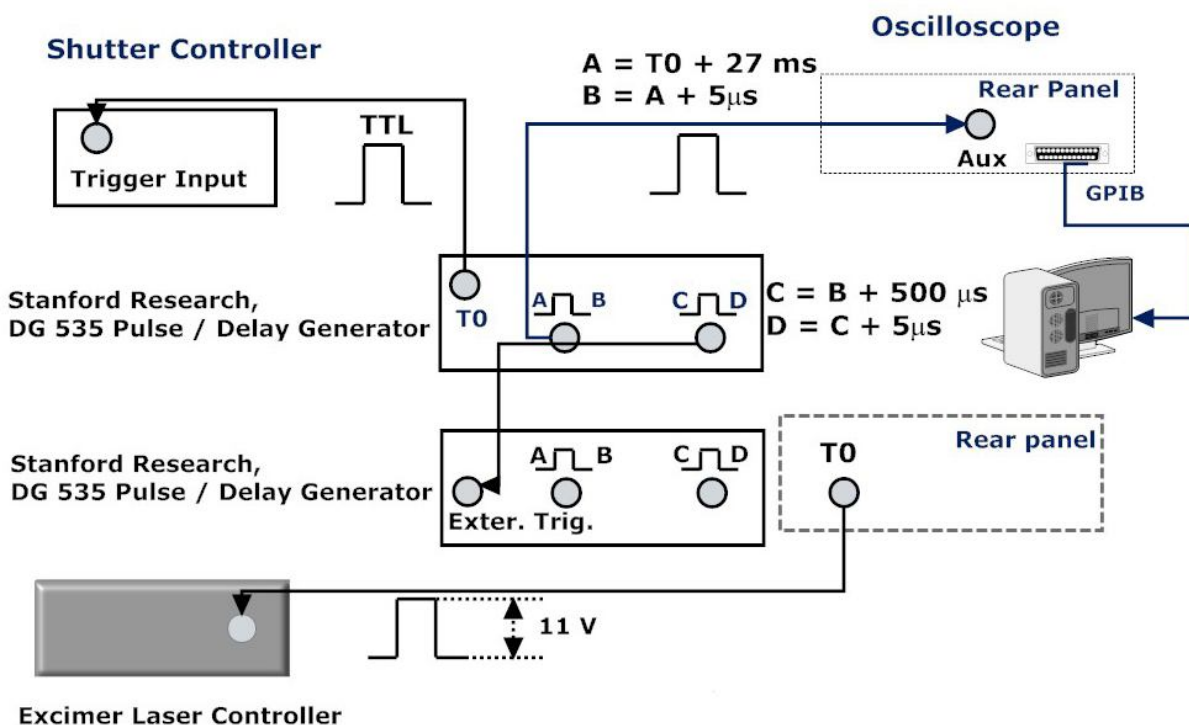 Shutter Controller
Oscilloscope
A = T0 + 27 ms
B = A + 5μs
Rear Panel
TTL
Trigger Input
Aux
GPIB
Stanford Research,
DG 535 Pulse / Delay Generator
T0
A B
C D
C = B + 500 μs
D = C + 5μs
Stanford Research,
DG 535 Pulse / Delay Generator
A B
C D
Exter. Trig.
T0
Rear panel
11 V
Excimer Laser Controller